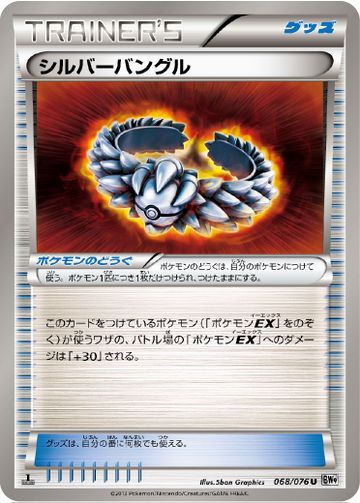 TRAINER'S グッズ
シルバーバングル
ポケモンのどうぐ ポケモンのどうぐは、自分のポケモンにつけて
使う。ポケモン1匹につき1枚だけつけられ、つけたままにする。
このカードをつけているポケモン（「ポケモンEX」をのぞ
く）が使うワザの、バトル場の「ポケモンEX」へのダメ
ージは「+30」される。
グッズは、自分の番に何枚でも使える。
Illus.5ban Graphics 068/076 U
©2013 Pokémon/Nintendo/Creatures/GAME FREAK.